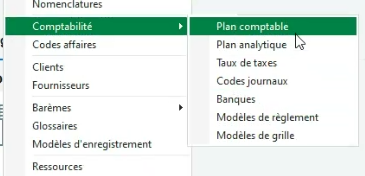 Nomenclatures
Comptabilité
Codes affaires
Clients
Fournisseurs
Barèmes
Glossaires
Modèles d'enregistrement
Ressources
Plan comptable
Plan analytique
Taux de taxes
Codes journaux
Banques
Modèles de règlement
Modèles de grille